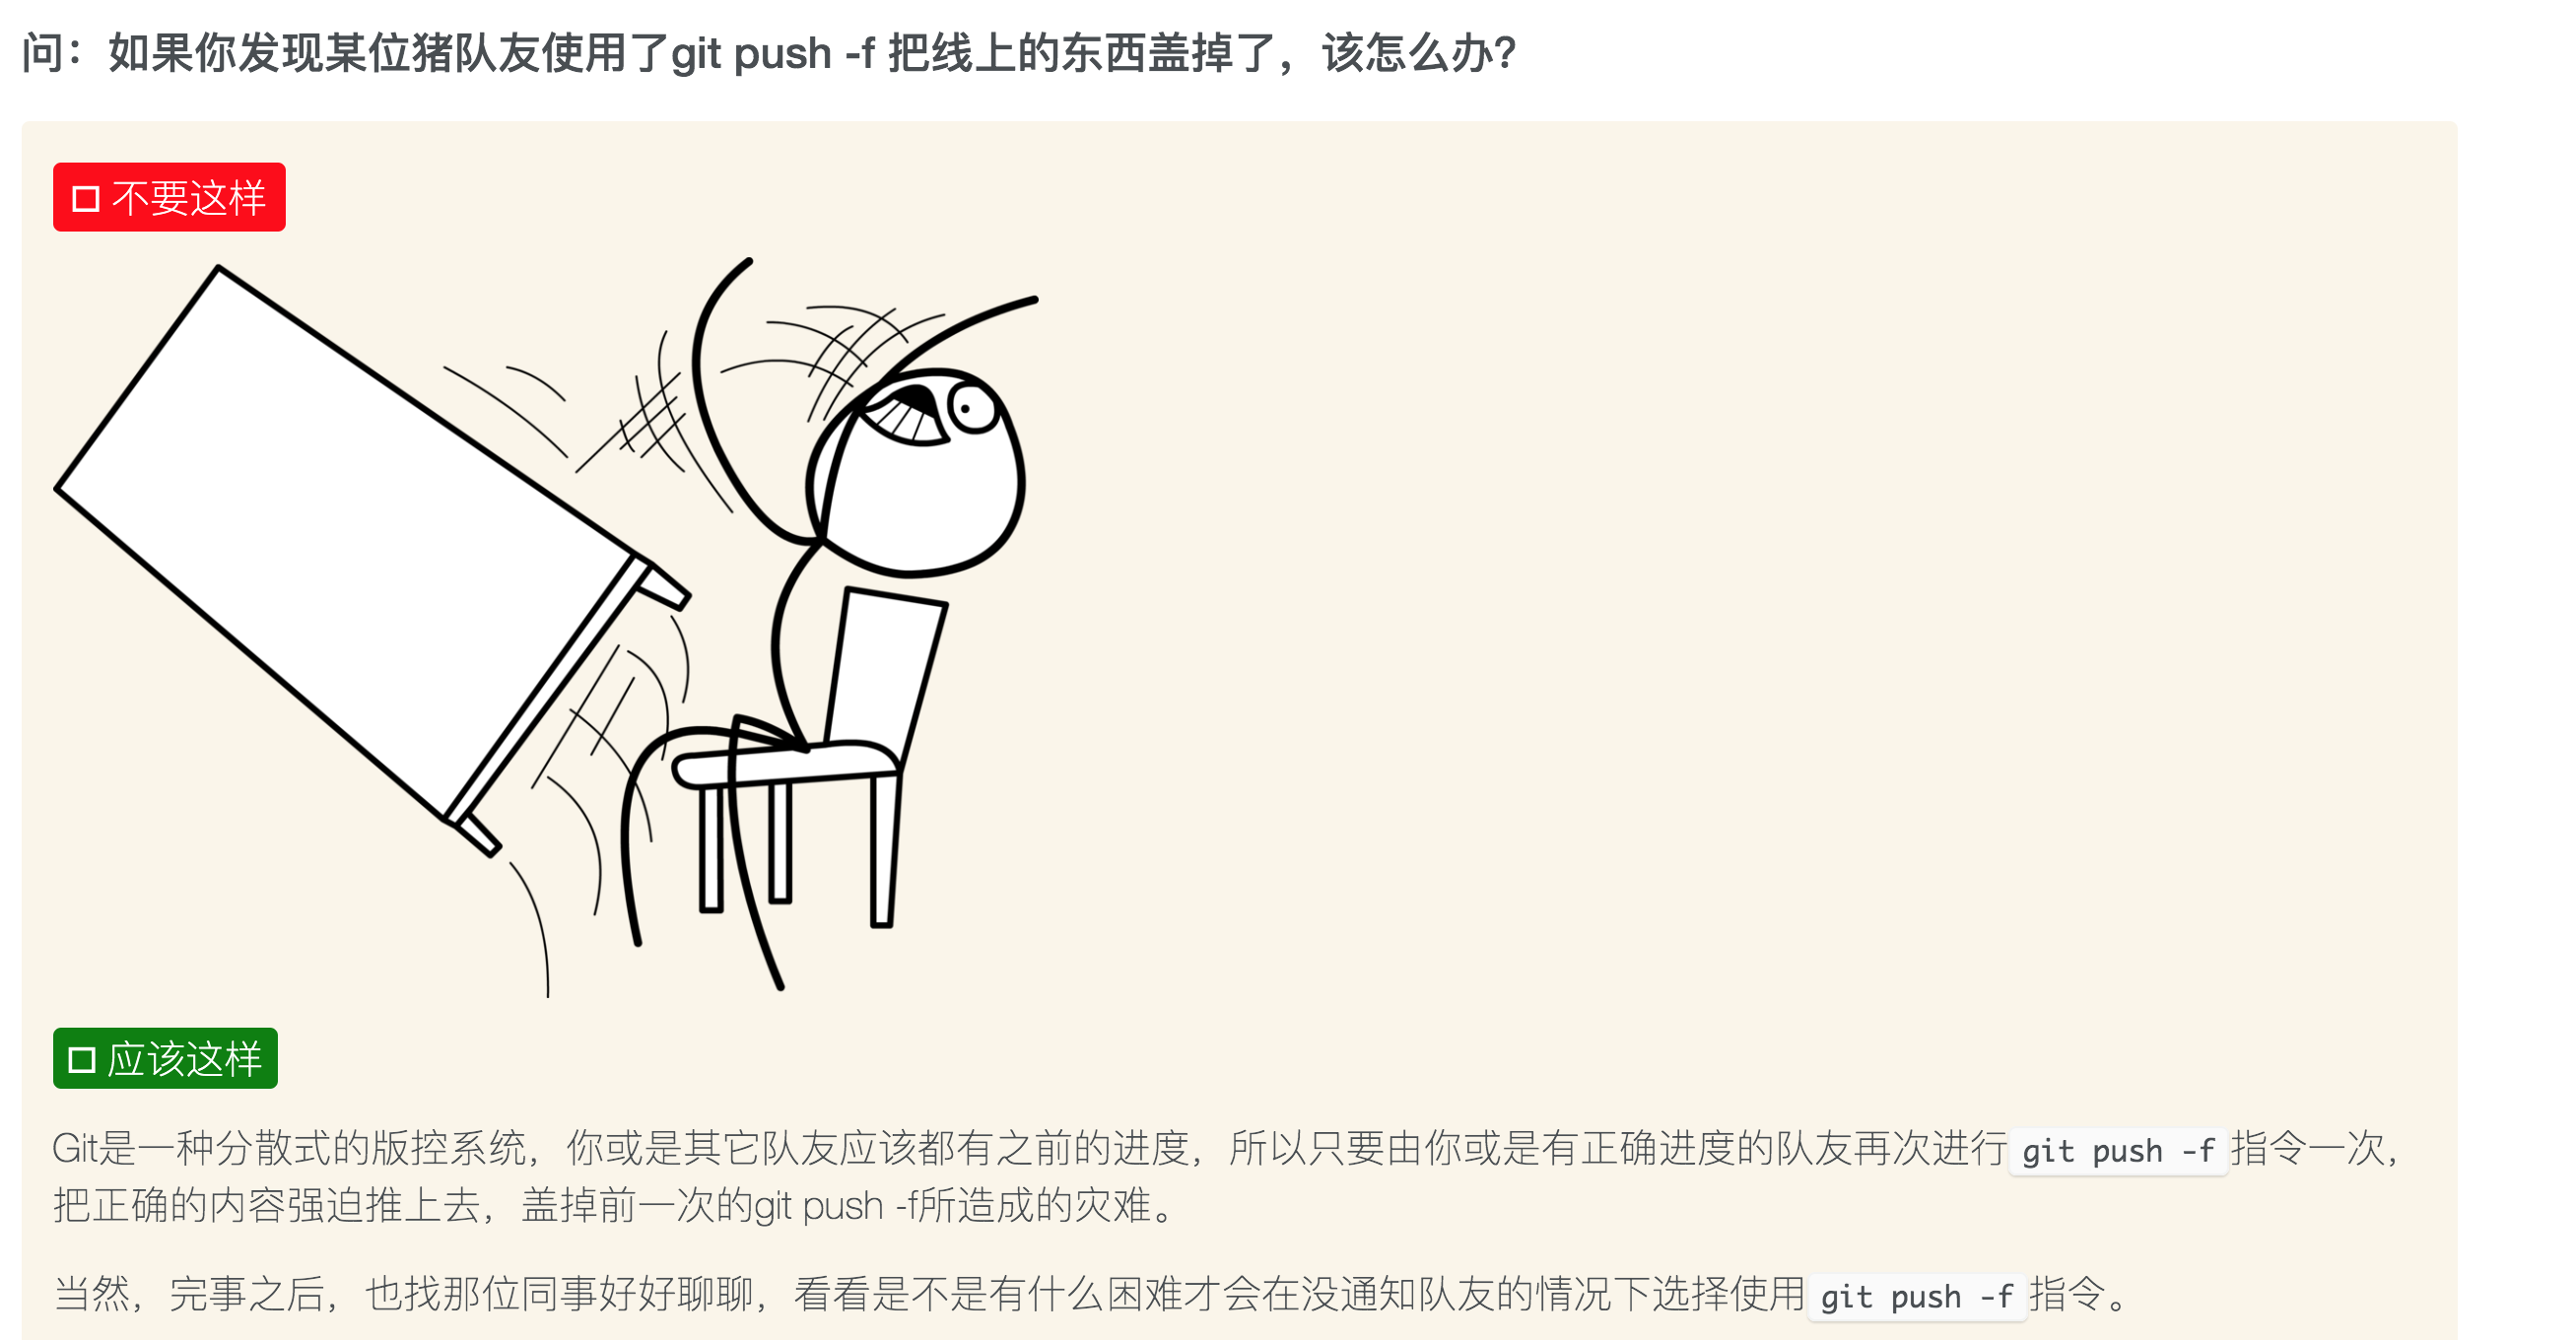 问：如果你发现某位猪队友使用了git push -f 把线上的东西盖掉了，该怎么办？
不要这样
应该这样
Git是一种分散式的版控系统，你或是其它队友应该都有之前的进度，所以只要由你或是有正确进度的队友再次进行git push -f指令一次，
把正确的内容强迫推上去，盖掉前一次的git push -f所造成的灾难。
当然，完事之后，也找那位同事好好聊聊，看看是不是有什么困难才会在没通知队友的情况下选择使用git push -f指令。